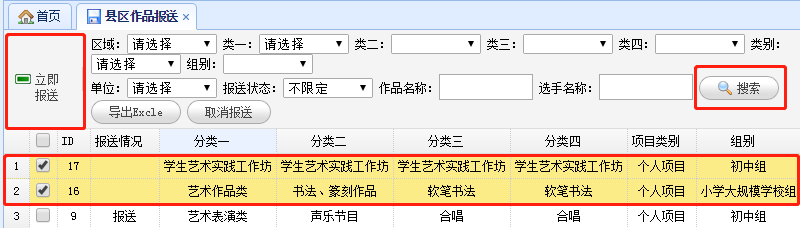 首页 县区作品报送 ×
立即报送
区域: 请选择 类一: 请选择 类二: 类三: 类四: 类别:
请选择 组别:
单位: 请选择 报送状态: 不限定 作品名称: 选手名称: 搜索
导出Excle 取消报送
ID 报送情况 分类一 分类二 分类三 分类四 项目类别 组别
1 17 学生艺术实践工作坊 学生艺术实践工作坊 学生艺术实践工作坊 学生艺术实践工作坊 个人项目 初中组
2 16 艺术作品类 书法、篆刻作品 软笔书法 软笔书法 个人项目 小学大规模学校组
3 9 报送 艺术表演类 声乐节目 合唱 合唱 个人项目 初中组